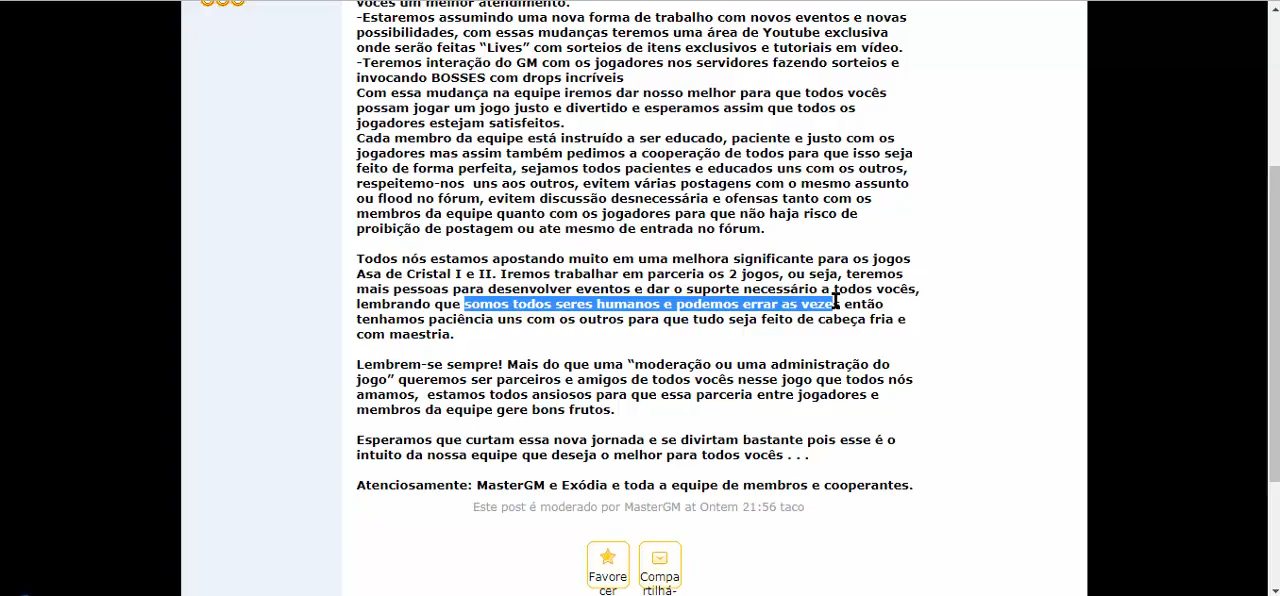 vocês um melhor atendimento.
-Estaremos assumindo uma nova forma de trabalho com novos eventos e novas
possibilidades, com essas mudanças teremos uma área de Youtube exclusiva
onde serão feitas “Lives” com sorteios de itens exclusivos e tutoriais em vídeo.
-Teremos interação do GM com os jogadores nos servidores fazendo sorteios e
invocando BOSSES com drops incríveis
Com essa mudança na equipe iremos dar nosso melhor para que todos vocês
possam jogar um jogo justo e divertido e esperamos assim que todos os
jogadores estejam satisfeitos.
Cada membro da equipe está instruído a ser educado, paciente e justo com os
jogadores mas assim também pedimos a cooperação de todos para que isso seja
feito de forma perfeita, sejamos todos pacientes e educados uns com os outros,
respeitemo-nos  uns aos outros, evitem várias postagens com o mesmo assunto
ou flood no fórum, evitem discussão desnecessária e ofensas tanto com os
membros da equipe quanto com os jogadores para que não haja risco de
proibição de postagem ou ate mesmo de entrada no fórum.
Todos nós estamos apostando muito em uma melhora significante para os jogos
Asa de Cristal I e II. Iremos trabalhar em parceria os 2 jogos, ou seja, teremos
mais pessoas para desenvolver eventos e dar o suporte necessário a todos vocês,
lembrando que somos todos seres humanos e podemos errar as vezes então
tenhamos paciência uns com os outros para que tudo seja feito de cabeça fria e
com maestria.
Lembrem-se sempre! Mais do que uma “moderação ou uma administração do
jogo” queremos ser parceiros e amigos de todos vocês nesse jogo que todos nós
amamos,  estamos todos ansiosos para que essa parceria entre jogadores e
membros da equipe gere bons frutos.
Esperamos que curtam essa nova jornada e se divirtam bastante pois esse é o
intuito da nossa equipe que deseja o melhor para todos vocês . . .
Atenciosamente: MasterGM e Exódia e toda a equipe de membros e cooperantes.
Este post é moderado por MasterGM at Ontem 21:56 taco
Favore Compa
cer rtilhá-